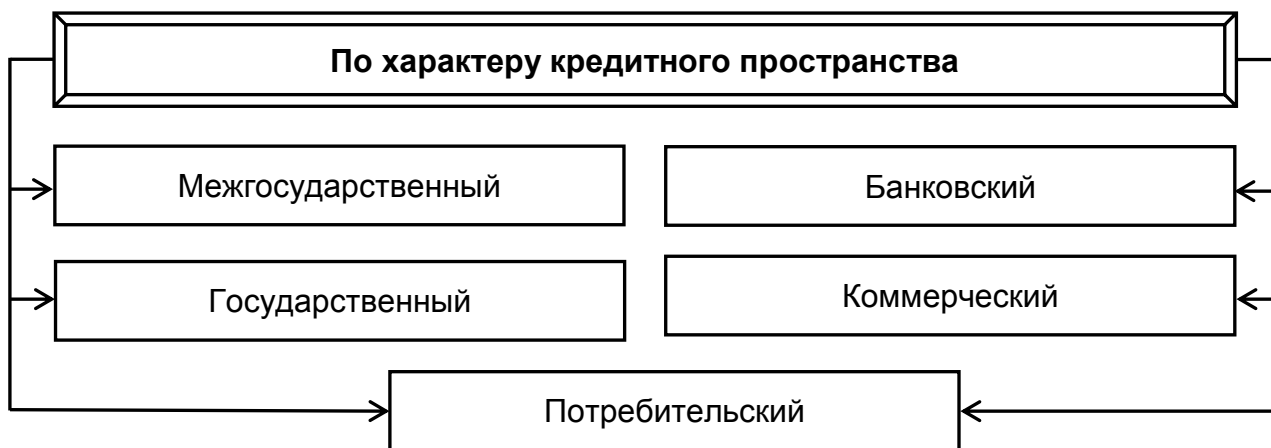 По характеру кредитного пространства
Межгосударственный
Банковский
Государственный
Коммерческий
Потребительский